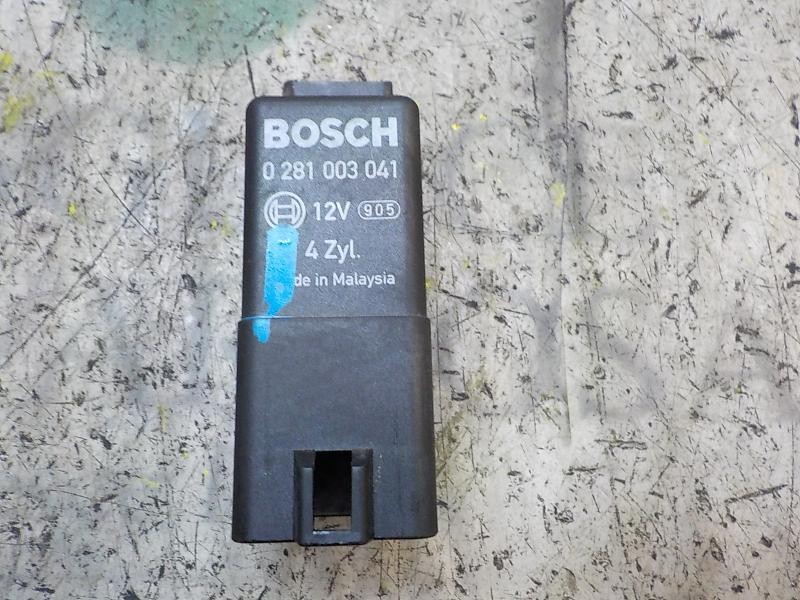 BOSCH
0 281 003 041
12V 905
4 Zyl.
de in Malaysia